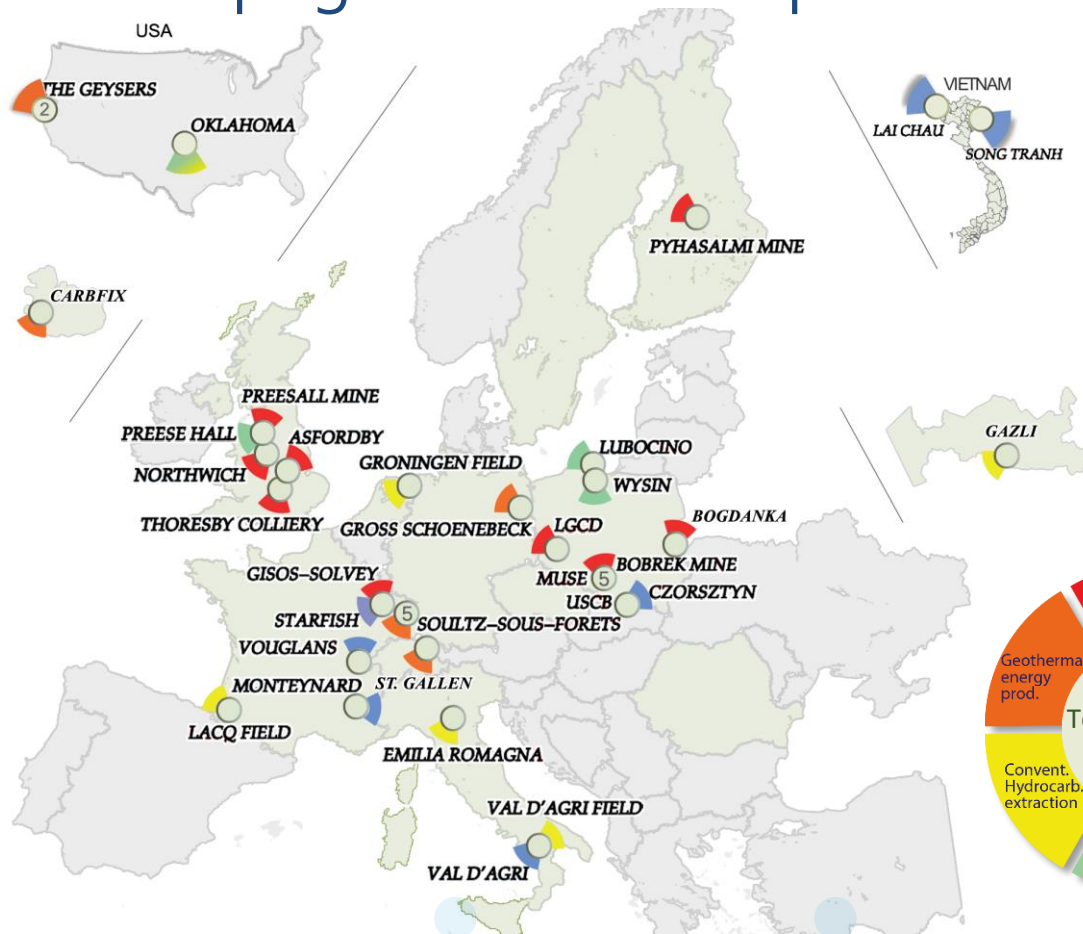 USA
THE GEYSERS
2
OKLAHOMA
VIETNAM
LAI CHAU
SONG TRANH
PYHASALMI MINE
CARBFIX
PREESALL MINE
PREESE HALL
ASFORDBY
NORTHWICH
THORESBY COLLIERY
GRONINGEN FIELD
GROSS SCHOENEBECK
LUBOCINO
WYSIN
GAZLI
BOGDANKA
LGCD
BOBREK MINE
MUSE
5
USCB
CZORSZTYN
GISOS–SOLVEY
STARFISH
5
SOULTZ–SOUS–FORETS
VOUGLANS
MONTEYNARD
ST. GALLEN
LACQ FIELD
EMILIA ROMAGNA
VAL D'AGRI FIELD
VAL D'AGRI
Geotherma
energy
prod.
Convent.
Hydrocarb.
extraction